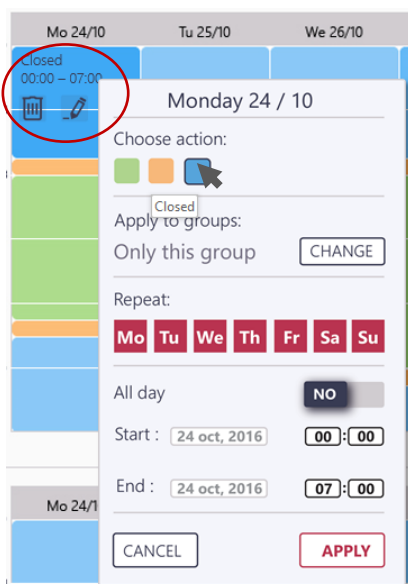 Mo 24/10 Tu 25/10 We 26/10
Closed
00:00 – 07:00
Monday 24 / 10
Choose action:
Closed
Apply to groups:
Only this group CHANGE
Repeat:
Mo Tu We Th Fr Sa Su
All day NO
Start : 24 oct, 2016 00 : 00
End : 24 oct, 2016 07 : 00
Mo 24/1
CANCEL APPLY